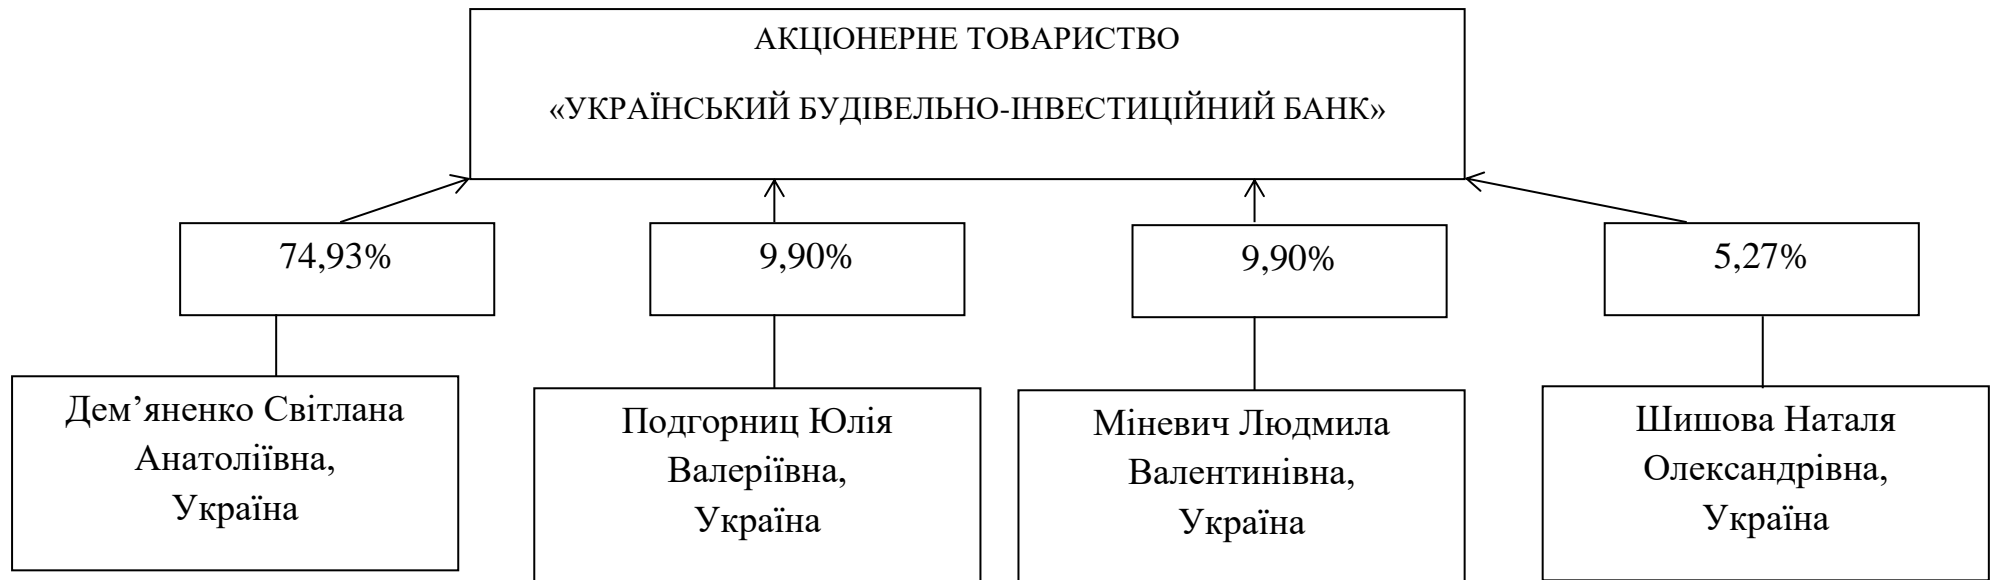 АКЦІОНЕРНЕ ТОВАРИСТВО
«УКРАЇНСЬКИЙ БУДІВЕЛЬНО-ІНВЕСТИЦІЙНИЙ БАНК»
74,93%
9,90%
9,90%
5,27%
Дем’яненко Світлана
Анатоліївна,
Україна
Подгорниц Юлія
Валеріївна,
Україна
Міневич Людмила
Валентинівна,
Україна
Шишова Наталя
Олександрівна,
Україна